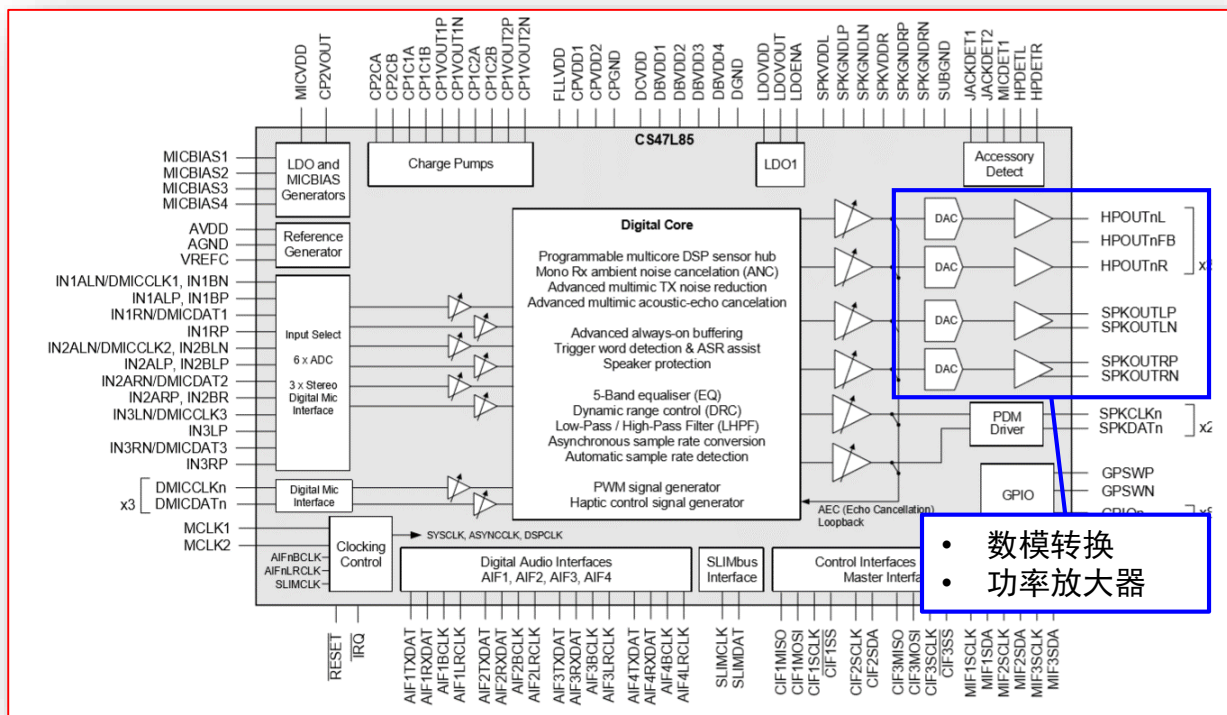 MICVDD
CP2VOUT
CP2CA
CP2CB
CP1C1A
CP1C1B
CP1VOUT1P
CP1VOUT1N
CP1C2A
CP1C2B
CP1VOUT2P
CP1VOUT2N
FLLVDD
CPVDD1
CPVDD2
CPGND
DCVDD
DBVDD1
DBVDD2
DBVDD3
DBVDD4
DGND
LDOVDD
LDOVOUT
LDOENA
SPKVDDL
SPKGNDLP
SPKGNDLN
SPKVDDR
SPKGNDRP
SPKGNDRN
SUBGND
JACKDET1
JACKDET2
MICDET1
HPDETL
HPDETR
CS47L85
MICBIAS1
MICBIAS2
MICBIAS3
MICBIAS4
LDO and
MICBIAS
Generators
Charge Pumps
LDO1
Accessory
Detect
AVDD
AGND
VREFC
Reference
Generator
IN1ALN/DMICCLK1, IN1BN
IN1ALP, IN1BP
IN1RN/DMICDAT1
IN1RP
IN2ALN/DMICCLK2, IN2BLN
IN2ALP, IN2BLP
IN2ARN/DMICDAT2
IN2ARP, IN2BR
IN3LN/DMICCLK3
IN3LP
IN3RN/DMICDAT3
IN3RP
Input Select
6 x ADC
3 x Stereo
Digital Mic
Interface
x3
DMICCLKn
DMICDATn
Digital Mic
Interface
Digital Core
Programmable multicore DSP sensor hub
Mono Rx ambient noise cancelation (ANC)
Advanced multimic TX noise reduction
Advanced multimic acoustic-echo cancelation
Advanced always-on buffering
Trigger word detection & ASR assist
Speaker protection
5-Band equaliser (EQ)
Dynamic range control (DRC)
Low-Pass / High-Pass Filter (LHPF)
Asynchronous sample rate conversion
Automatic sample rate detection
PWM signal generator
Haptic control signal generator
DAC
DAC
DAC
DAC
HPOUTnL
HPOUTnFB
HPOUTnR
SPKOUTLP
SPKOUTLN
SPKOUTRP
SPKOUTRN
PDM
Driver
SPKCLKn
SPKDATn
x2
GPIO
GPSWP
GPSWN
AEC (Echo Cancellation)
Loopback
MCLK1
MCLK2
AIFnBCLK
AIFnLRCLK
SLIMCLK
Clocking
Control
SYSCLK, ASYNCCLK, DSPCLK
Digital Audio Interfaces
AIF1, AIF2, AIF3, AIF4
SLIMbus
Interface
Control Interfaces
• 数模转换
• 功率放大器
RESET
IRQ
AIF1TXDAT
AIF1RXDAT
AIF1BCLK
AIF1LRCLK
AIF2TXDAT
AIF2RXDAT
AIF2BCLK
AIF2LRCLK
AIF3TXDAT
AIF3RXDAT
AIF3BCLK
AIF3LRCLK
AIF4TXDAT
AIF4RXDAT
AIF4BCLK
AIF4LRCLK
SLIMCLK
SLIMDAT
CIF1MISO
CIF1MOSI
CIF1SCLK
CIF1SS
CIF2SCLK
CIF2SDA
CIF3MISO
CIF3MOSI
CIF3SCLK
CIF3SS
MIF1SCLK
MIF1SDA
MIF2SCLK
MIF2SDA
MIF3SCLK
MIF3SDA